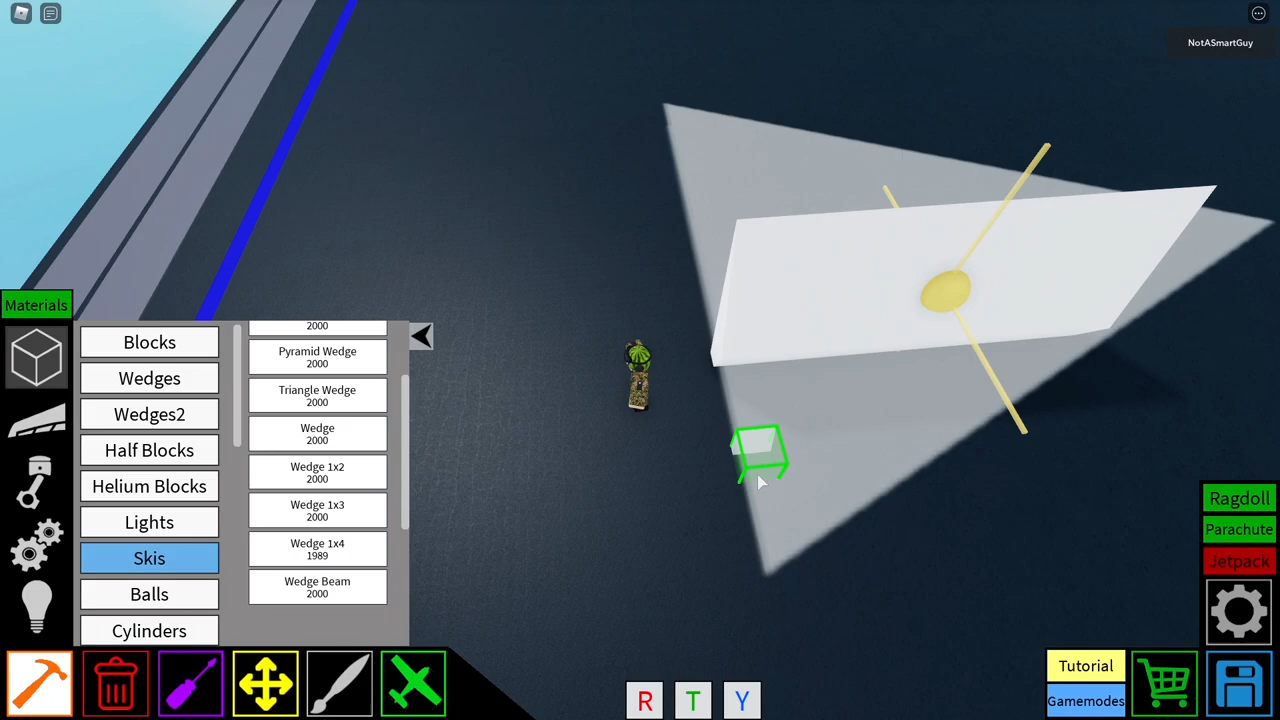 NotASmartGuy
Materials
Blocks
Wedges
Wedges2
Half Blocks
Helium Blocks
Lights
Skis
Balls
Cylinders
2000
Pyramid Wedge
2000
Triangle Wedge
2000
Wedge
2000
Wedge 1x2
2000
Wedge 1x3
2000
Wedge 1x4
1989
Wedge Beam
2000
Ragdoll
Parachute
Jetpack
Tutorial
Gamemodes
R T Y